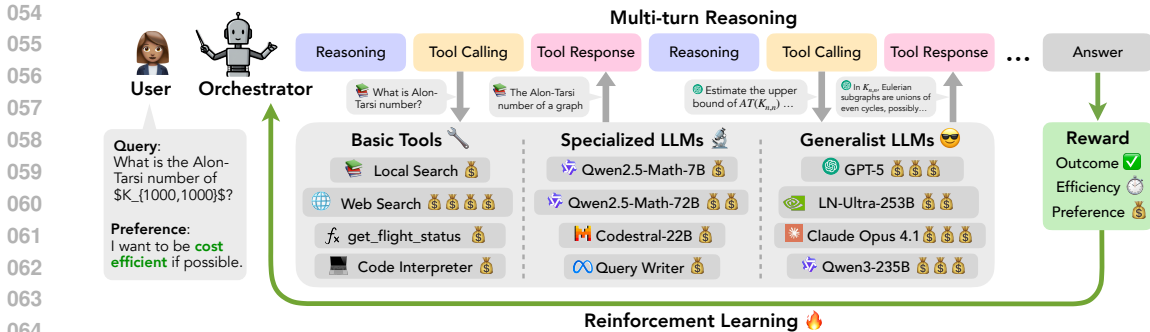 054
055
056
057
058
059
060
061
062
063
064
Multi-turn Reasoning
User
Orchestrator
Reasoning
Tool Calling
Tool Response
Reasoning
Tool Calling
Tool Response
...
Answer
What is Alon-
Tarsi number?
The Alon-Tarsi
number of a graph
Estimate the upper
bound of AT(K_{n,n}) ...
In K_{n,n}, Eulerian
subgraphs are unions of
even cycles, possibly...
Query:
What is the Alon-
Tarsi number of
$K_{1000,1000}$?
Preference:
I want to be cost
efficient if possible.
Basic Tools
Local Search
Web Search
fx get_flight_status
Code Interpreter
Specialized LLMs
Qwen2.5-Math-7B
Qwen2.5-Math-72B
Codestral-22B
Query Writer
Generalist LLMs
GPT-5
LN-Ultra-253B
Claude Opus 4.1
Qwen3-235B
Reward
Outcome
Efficiency
Preference
Reinforcement Learning